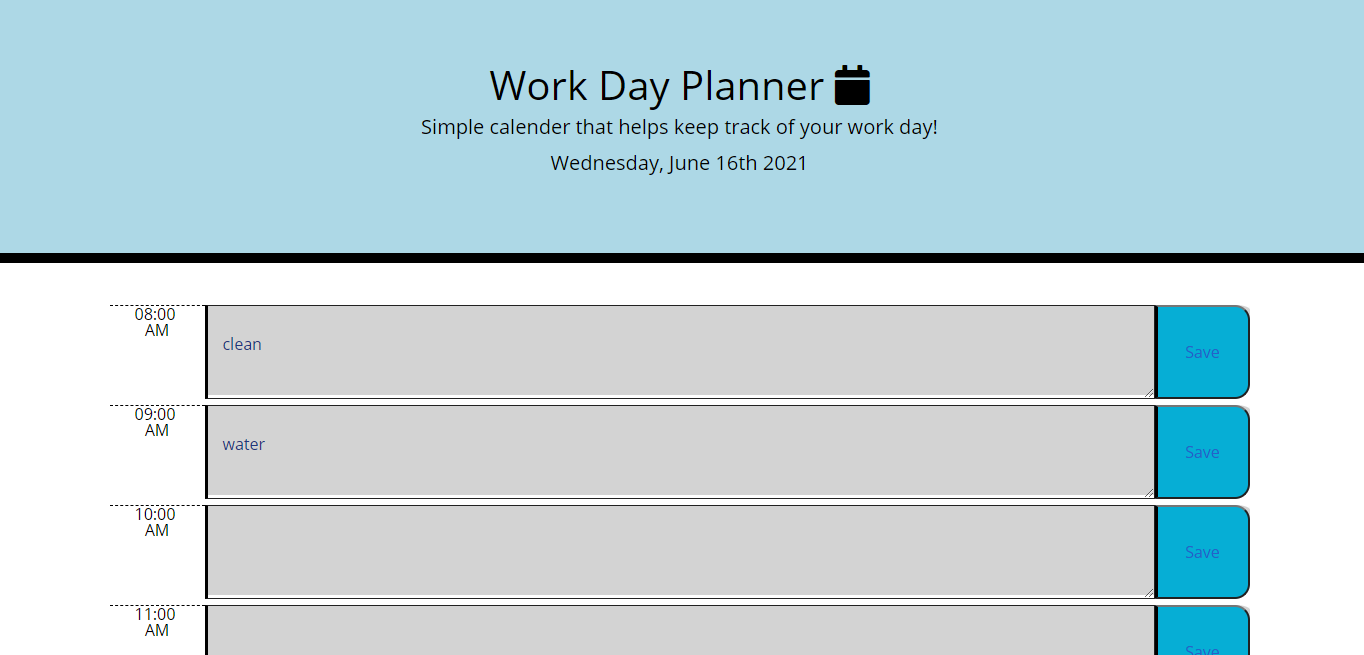 Work Day Planner
Simple calender that helps keep track of your work day!
Wednesday, June 16th 2021
08:00
AM
clean
Save
09:00
AM
water
Save
10:00
AM
Save
11:00
AM
Save